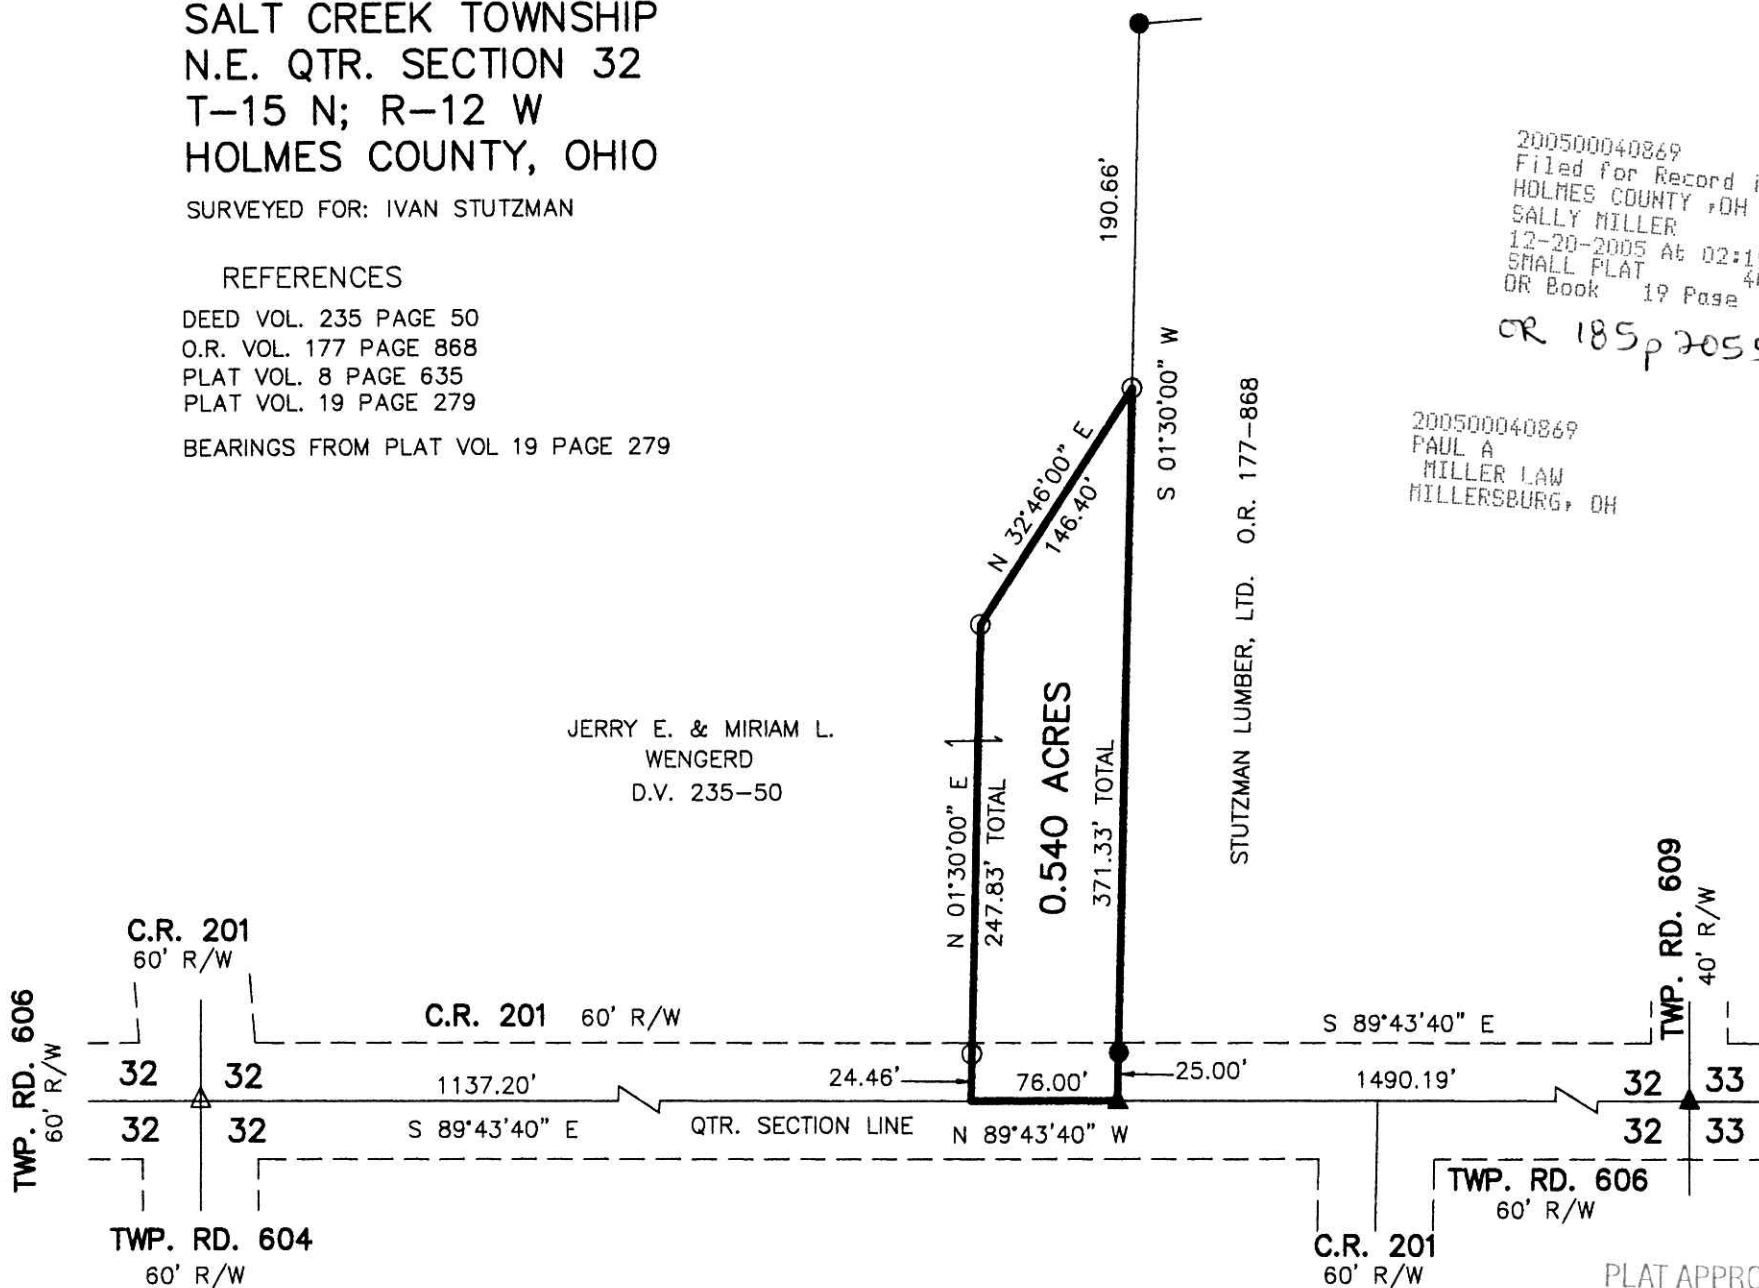 SALT CREEK TOWNSHIP
N.E. QTR. SECTION 32
T-15 N; R-12 W
HOLMES COUNTY, OHIO
SURVEYED FOR: IVAN STUTZMAN
REFERENCES
DEED VOL. 235 PAGE 50
O.R. VOL. 177 PAGE 868
PLAT VOL. 8 PAGE 635
PLAT VOL. 19 PAGE 279
BEARINGS FROM PLAT VOL 19 PAGE 279
190.66'
200500040869
Filed for Record
HOLMES COUNTY ,OH
SALLY MILLER
12-20-2005 At 02:1
SMALL PLAT
OR Book 19 Page
OR 185p 205
S 01°30'00" W
N 32°46'00" E
146.40'
STUTZMAN LUMBER, LTD. O.R. 177-868
200500040869
PAUL A
MILLER LAW
MILLERSBURG, OH
JERRY E. & MIRIAM L.
WENGERD
D.V. 235-50
N 01°30'00" E
247.83' TOTAL
0.540 ACRES
371.33' TOTAL
C.R. 201
60' R/W
TWP. RD. 606
60' R/W
C.R. 201 60' R/W
S 89°43'40" E
TWP. RD. 609
40' R/W
32 32
1137.20'
24.46'
76.00'
25.00'
1490.19'
32 33
32 32
S 89°43'40" E
QTR. SECTION LINE
N 89°43'40" W
32 33
TWP. RD. 604
60' R/W
C.R. 201
60' R/W
TWP. RD. 606
60' R/W
PLAT APPRO